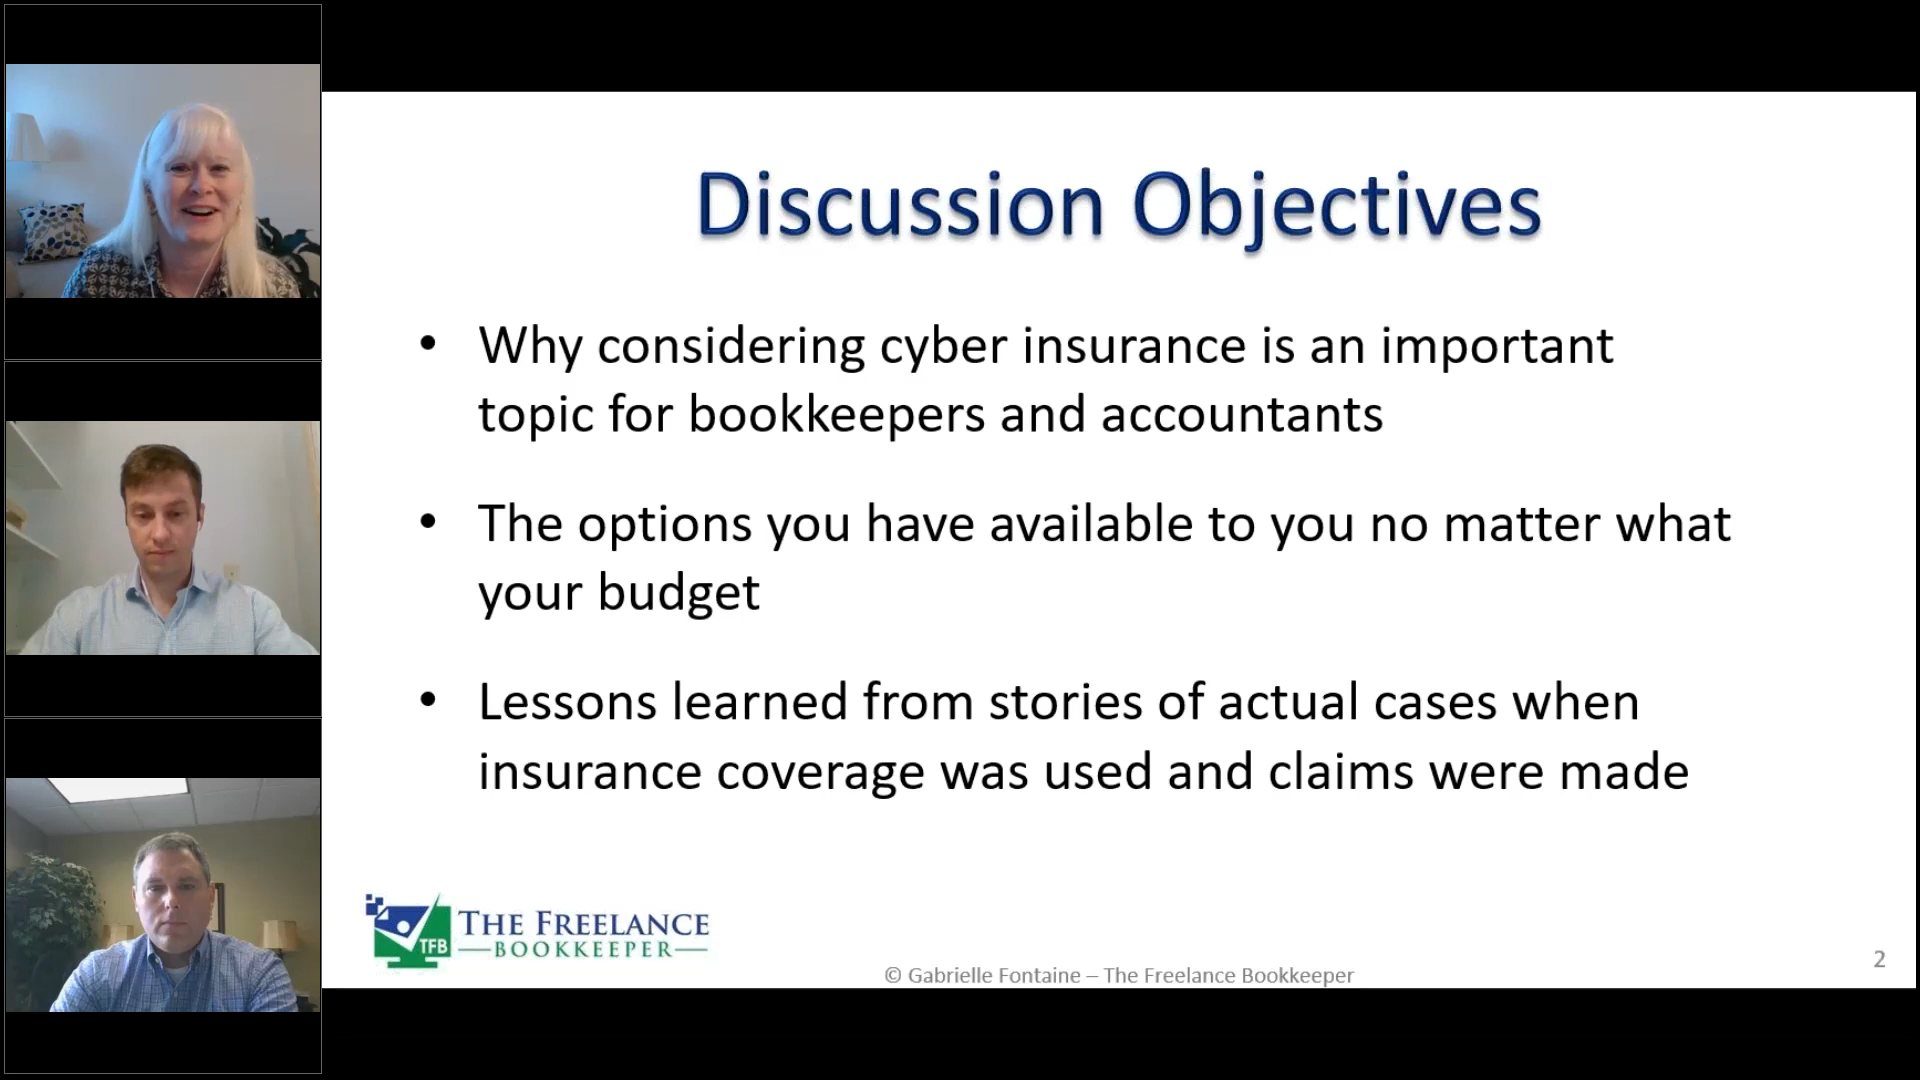 Discussion Objectives
• Why considering cyber insurance is an important
topic for bookkeepers and accountants
• The options you have available to you no matter what
your budget
• Lessons learned from stories of actual cases when
insurance coverage was used and claims were made
TFB
THE FREELANCE
BOOKKEEPER
© Gabrielle Fontaine – The Freelance Bookkeeper
2